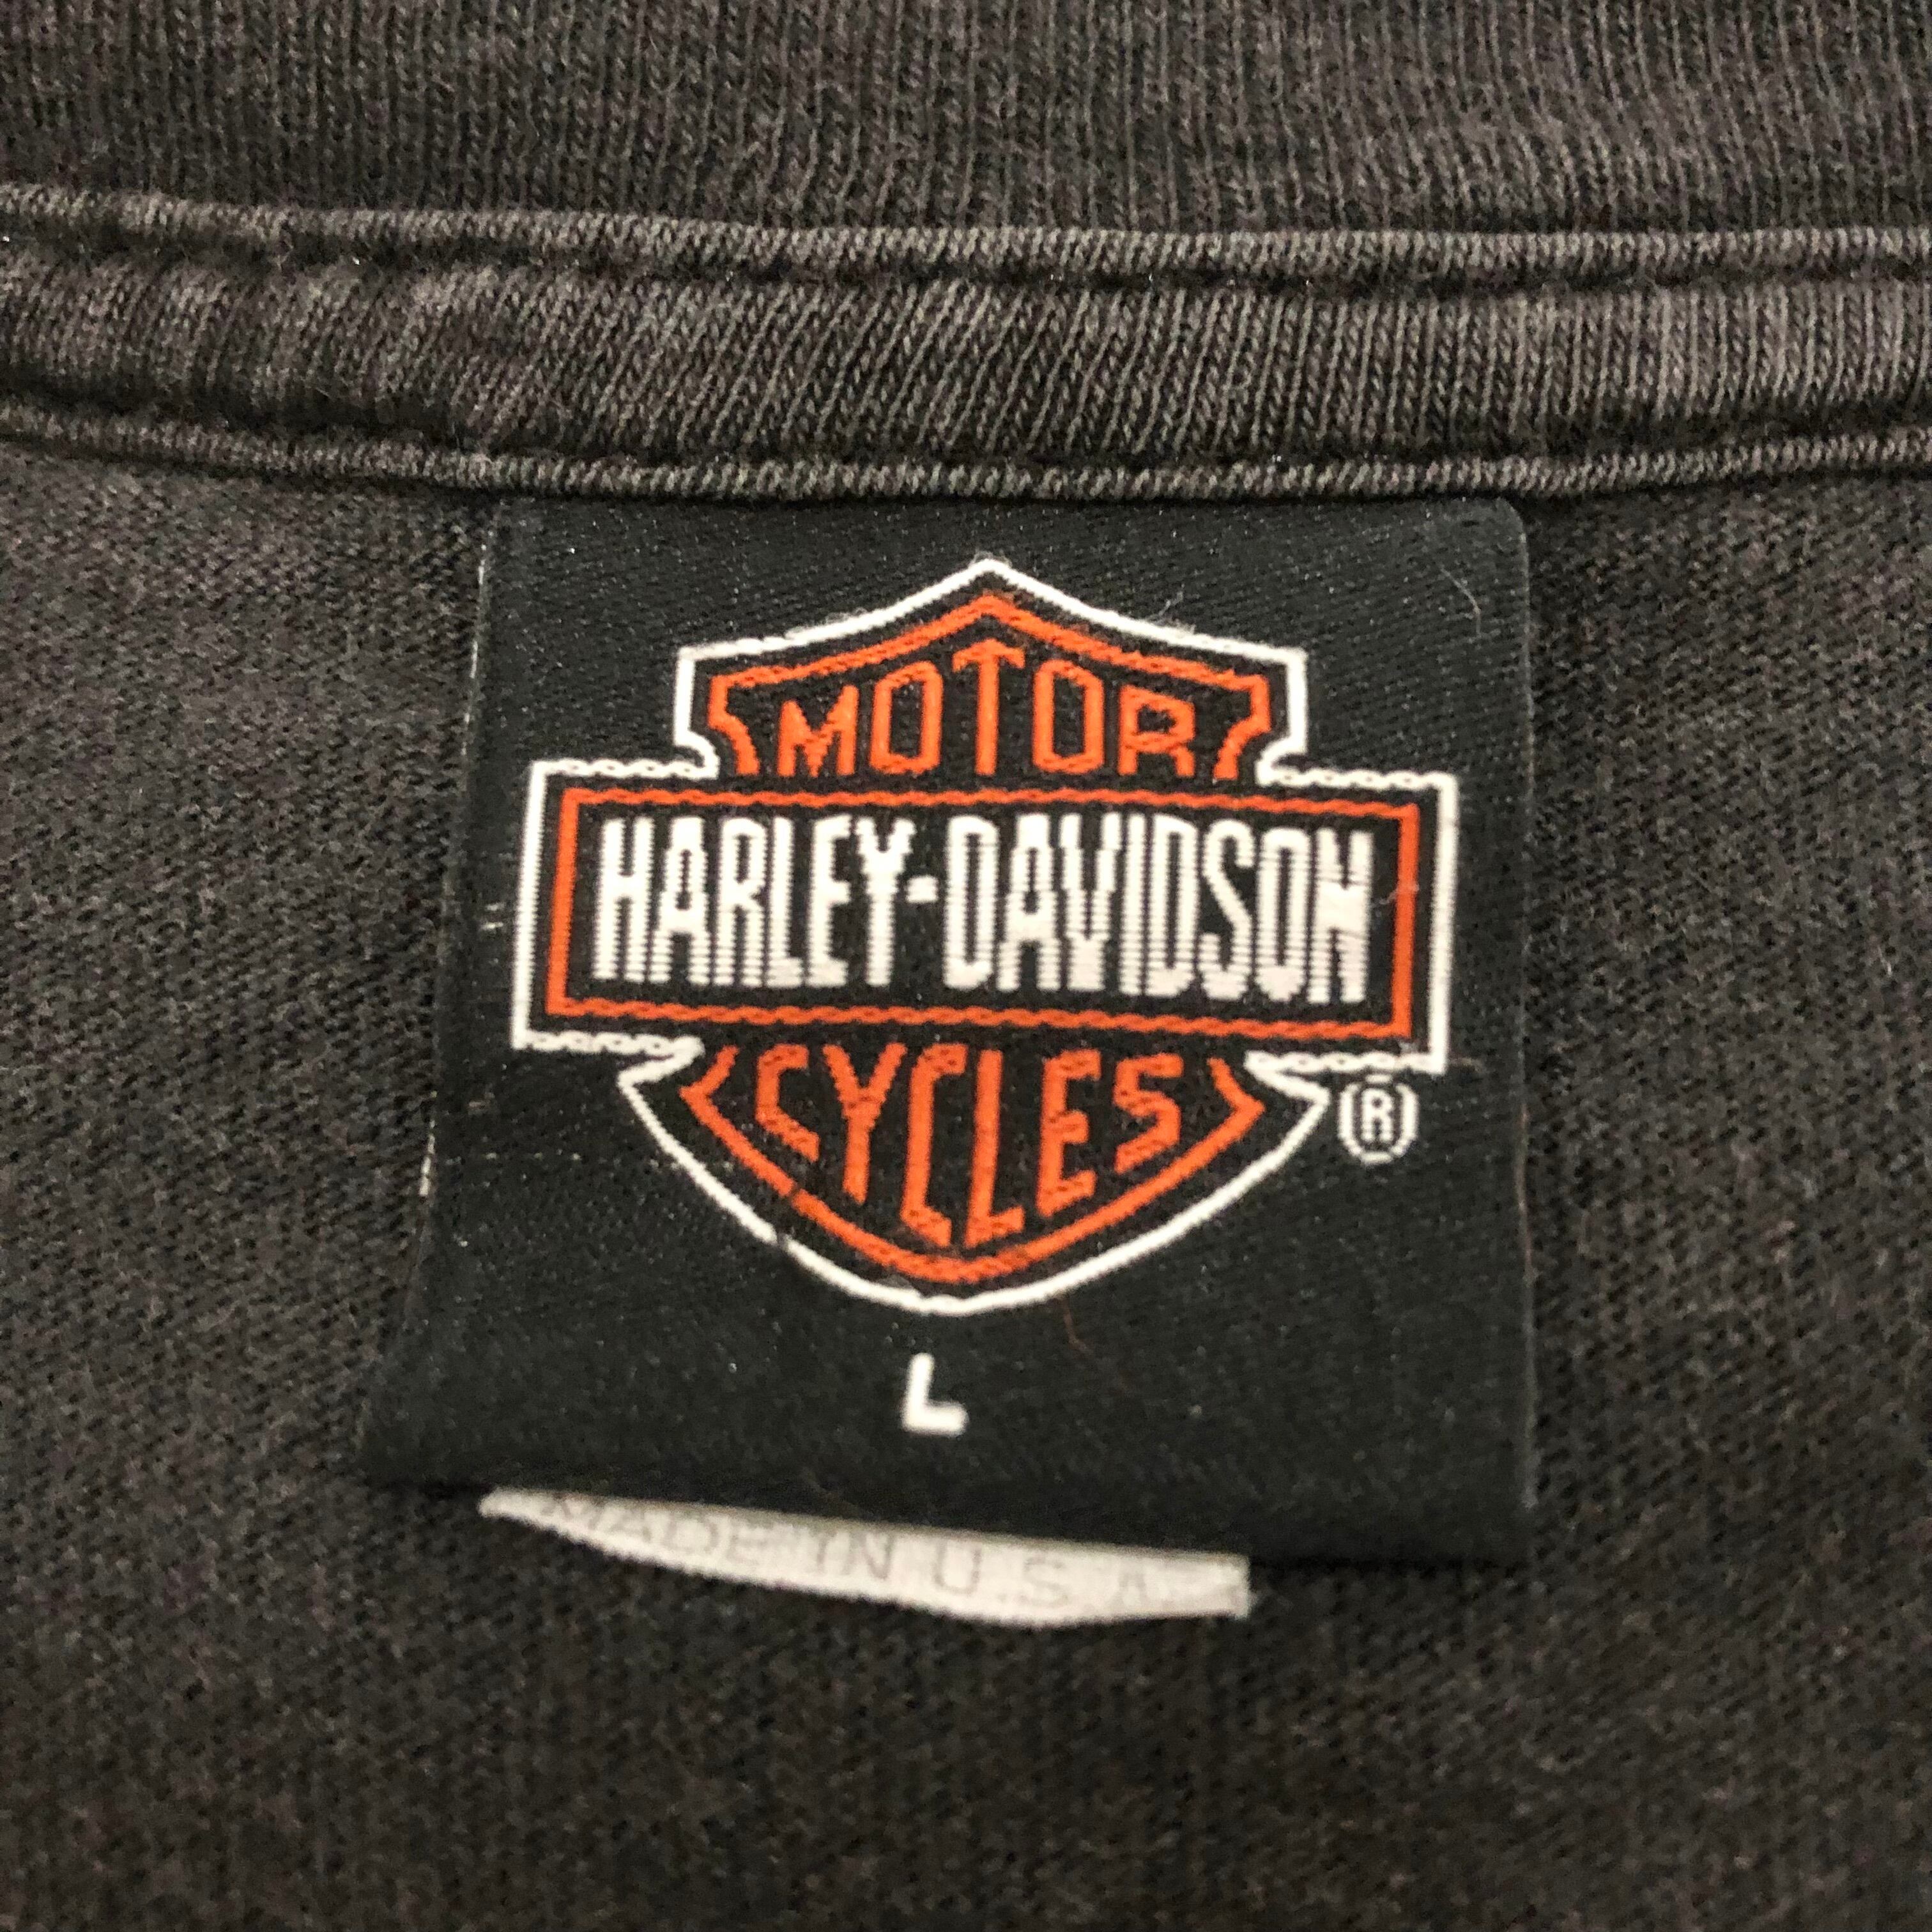 MOTOR
HARLEY-DAVIDSON
CYCLES
®
L
MADE IN U.S.A.